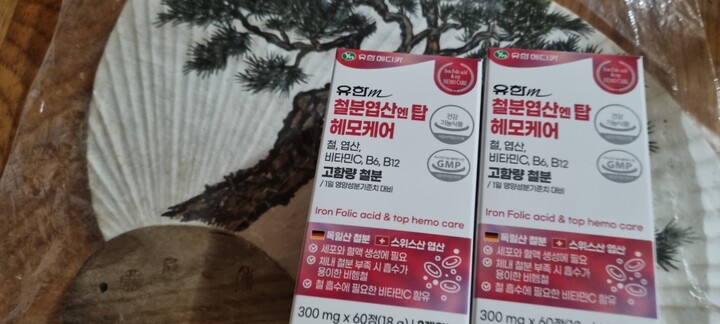 유한메디카
유한m
철분엽산엔 탑
헤모케어
철, 엽산,
비타민C, B6, B12
고함량 철분
/1일 영양성분기준치 대비
건강
기능식품
GMP
Iron Folic acid & top hemo care
독일산 철분 스위스산 엽산
세포와 혈액 생성에 필요
체내 철분 부족 시 흡수가
용이한 비헴철
철 흡수에 필요한 비타민C 함유
300 mg x 60정(18 g)
유한메디카
유한m
철분엽산엔 탑
헤모케어
철, 엽산,
비타민C, B6, B12
고함량 철분
/1일 영양성분기준치 대비
건강
기능식품
GMP
Iron Folic acid & top hemo care
독일산 철분 스위스산 엽산
세포와 혈액 생성에 필요
체내 철분 부족 시 흡수가
용이한 비헴철
철 흡수에 필요한 비타민C 함유
300 mg x 60정